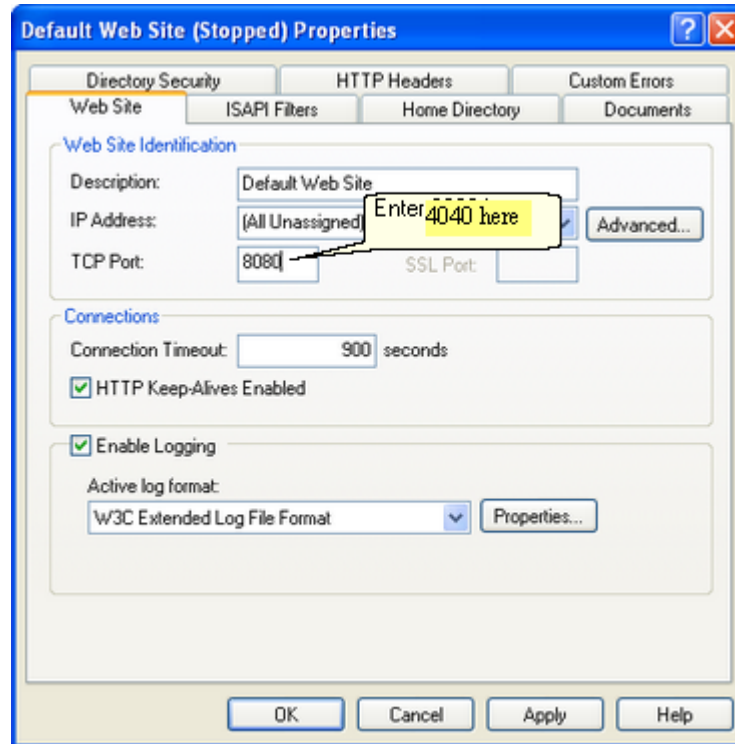 Default Web Site (Stopped) Properties
Directory Security HTTP Headers Custom Errors
Web Site ISAPI Filters Home Directory Documents
Web Site Identification
Description: Default Web Site
IP Address: (All Unassigned) Enter 4040 here Advanced...
TCP Port: 8080 SSL Port:
Connections
Connection Timeout: 900 seconds
HTTP Keep-Alives Enabled
Enable Logging
Active log format:
W3C Extended Log File Format Properties...
OK Cancel Apply Help